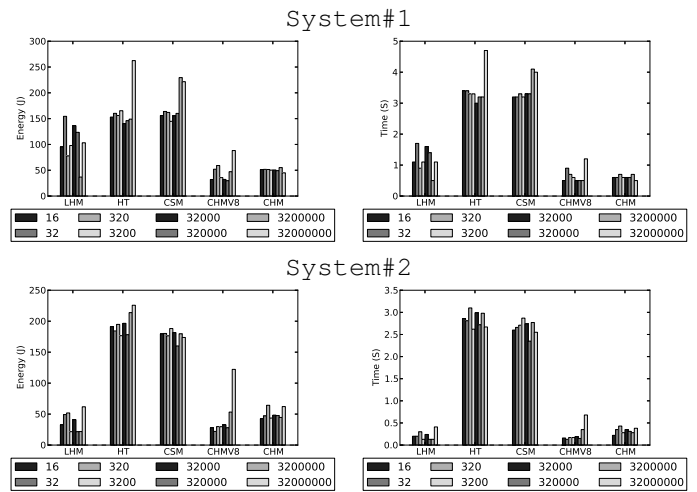 System#1
300
250
200
150
100
50
0
Energy (J)
LHM HT CSM CHMV8 CHM
16 320 32000 3200000
32 3200 320000 32000000
5
4
3
2
1
0
Time (S)
LHM HT CSM CHMV8 CHM
16 320 32000 3200000
32 3200 320000 32000000
System#2
250
200
150
100
50
0
Energy (J)
LHM HT CSM CHMV8 CHM
16 320 32000 3200000
32 3200 320000 32000000
3.5
3.0
2.5
2.0
1.5
1.0
0.5
0.0
Time (S)
LHM HT CSM CHMV8 CHM
16 320 32000 3200000
32 3200 320000 32000000